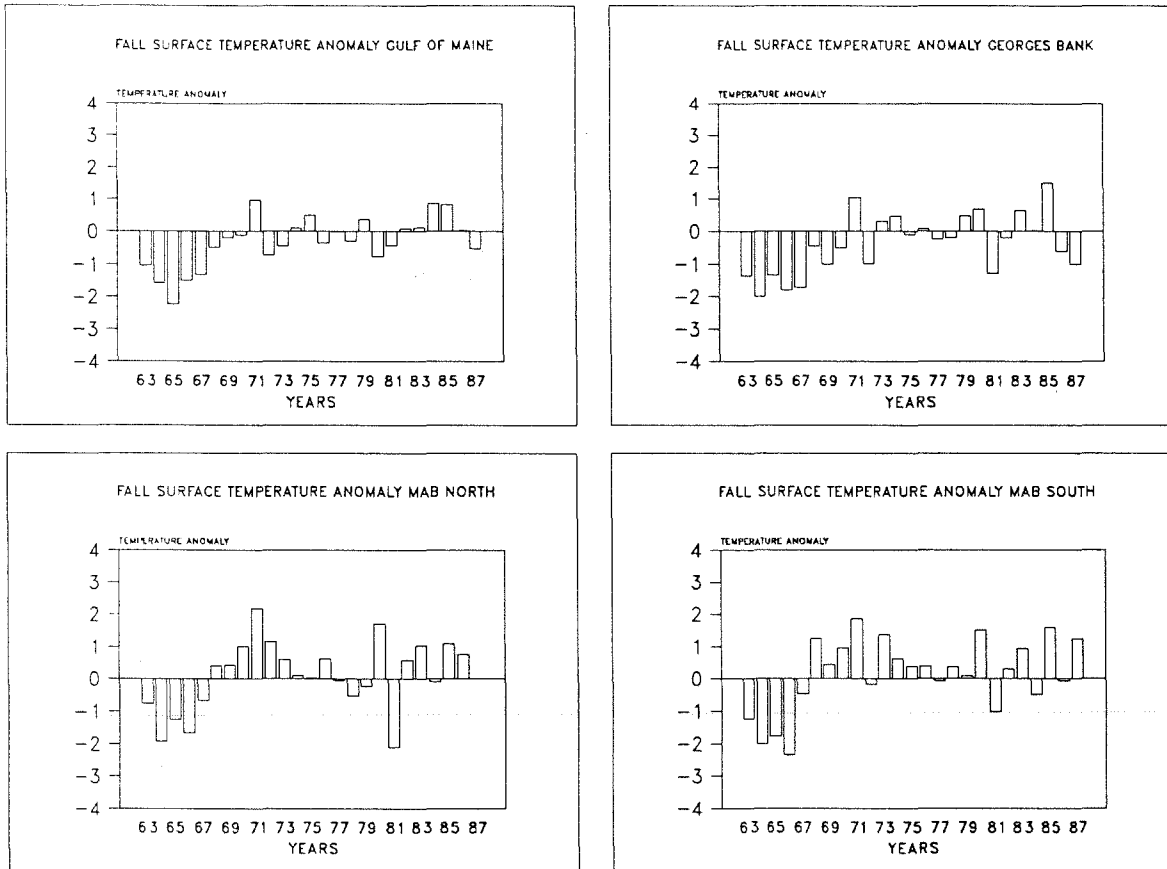 FALL SURFACE TEMPERATURE ANOMALY GULF OF MAINE
TEMPERATURE ANOMALY
4
3
2
1
0
−1
−2
−3
−4
63 65 67 69 71 73 75 77 79 81 83 85 87
YEARS
FALL SURFACE TEMPERATURE ANOMALY GEORGES BANK
TEMPERATURE ANOMALY
4
3
2
1
0
−1
−2
−3
−4
63 65 67 69 71 73 75 77 79 81 83 85 87
YEARS
FALL SURFACE TEMPERATURE ANOMALY MAB NORTH
TEMPERATURE ANOMALY
4
3
2
1
0
−1
−2
−3
−4
63 65 67 69 71 73 75 77 79 81 83 85 87
YEARS
FALL SURFACE TEMPERATURE ANOMALY MAB SOUTH
TEMPERATURE ANOMALY
4
3
2
1
0
−1
−2
−3
−4
63 65 67 69 71 73 75 77 79 81 83 85 87
YEARS